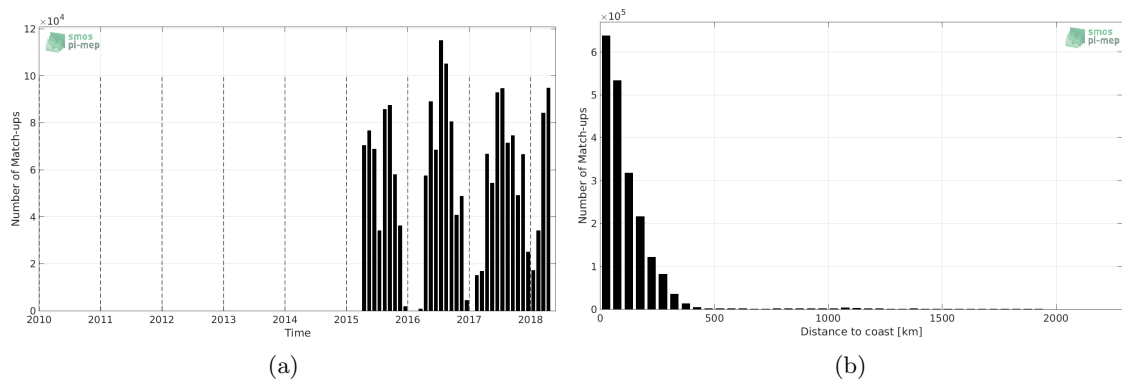 ×10⁴
smos
pi-mep
12
10
8
6
4
2
0
Number of Match-ups
2010 2011 2012 2013 2014 2015 2016 2017 2018
Time
(a)
×10⁵
smos
pi-mep
6
5
4
3
2
1
0
Number of Match-ups
0 500 1000 1500 2000
Distance to coast [km]
(b)